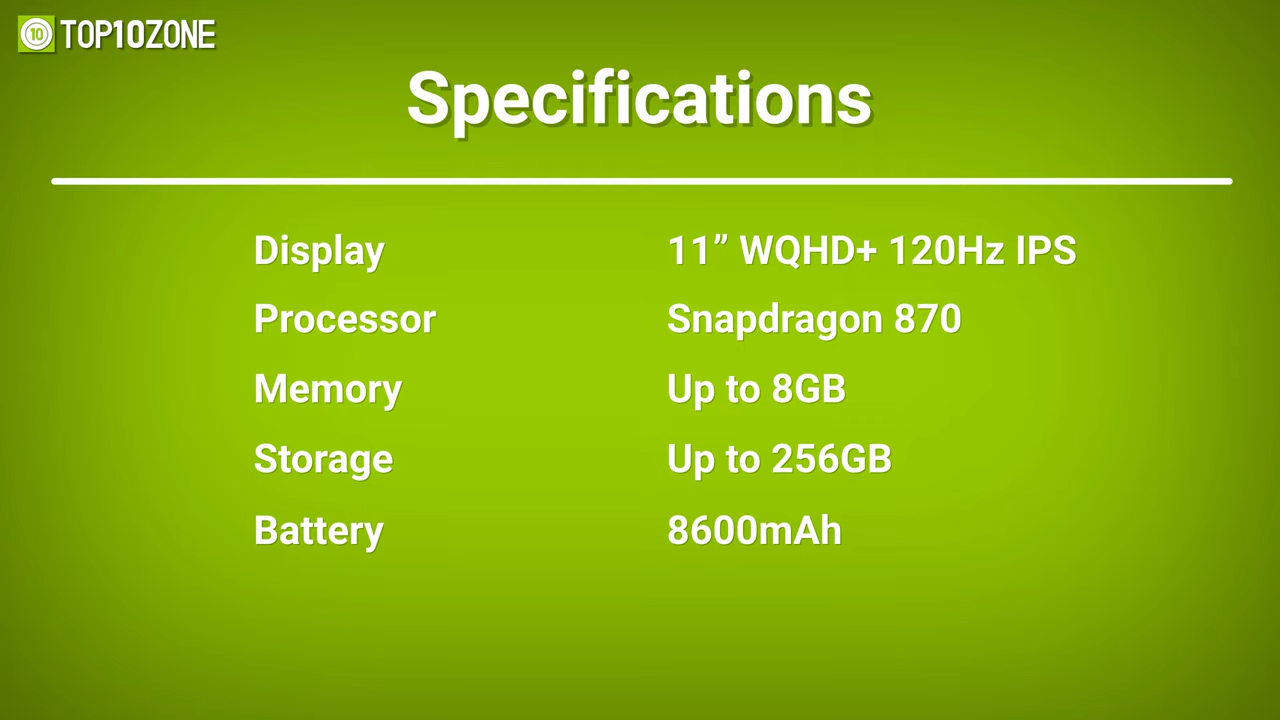 10 TOP10ZONE
Specifications
Display 11” WQHD+ 120Hz IPS
Processor Snapdragon 870
Memory Up to 8GB
Storage Up to 256GB
Battery 8600mAh